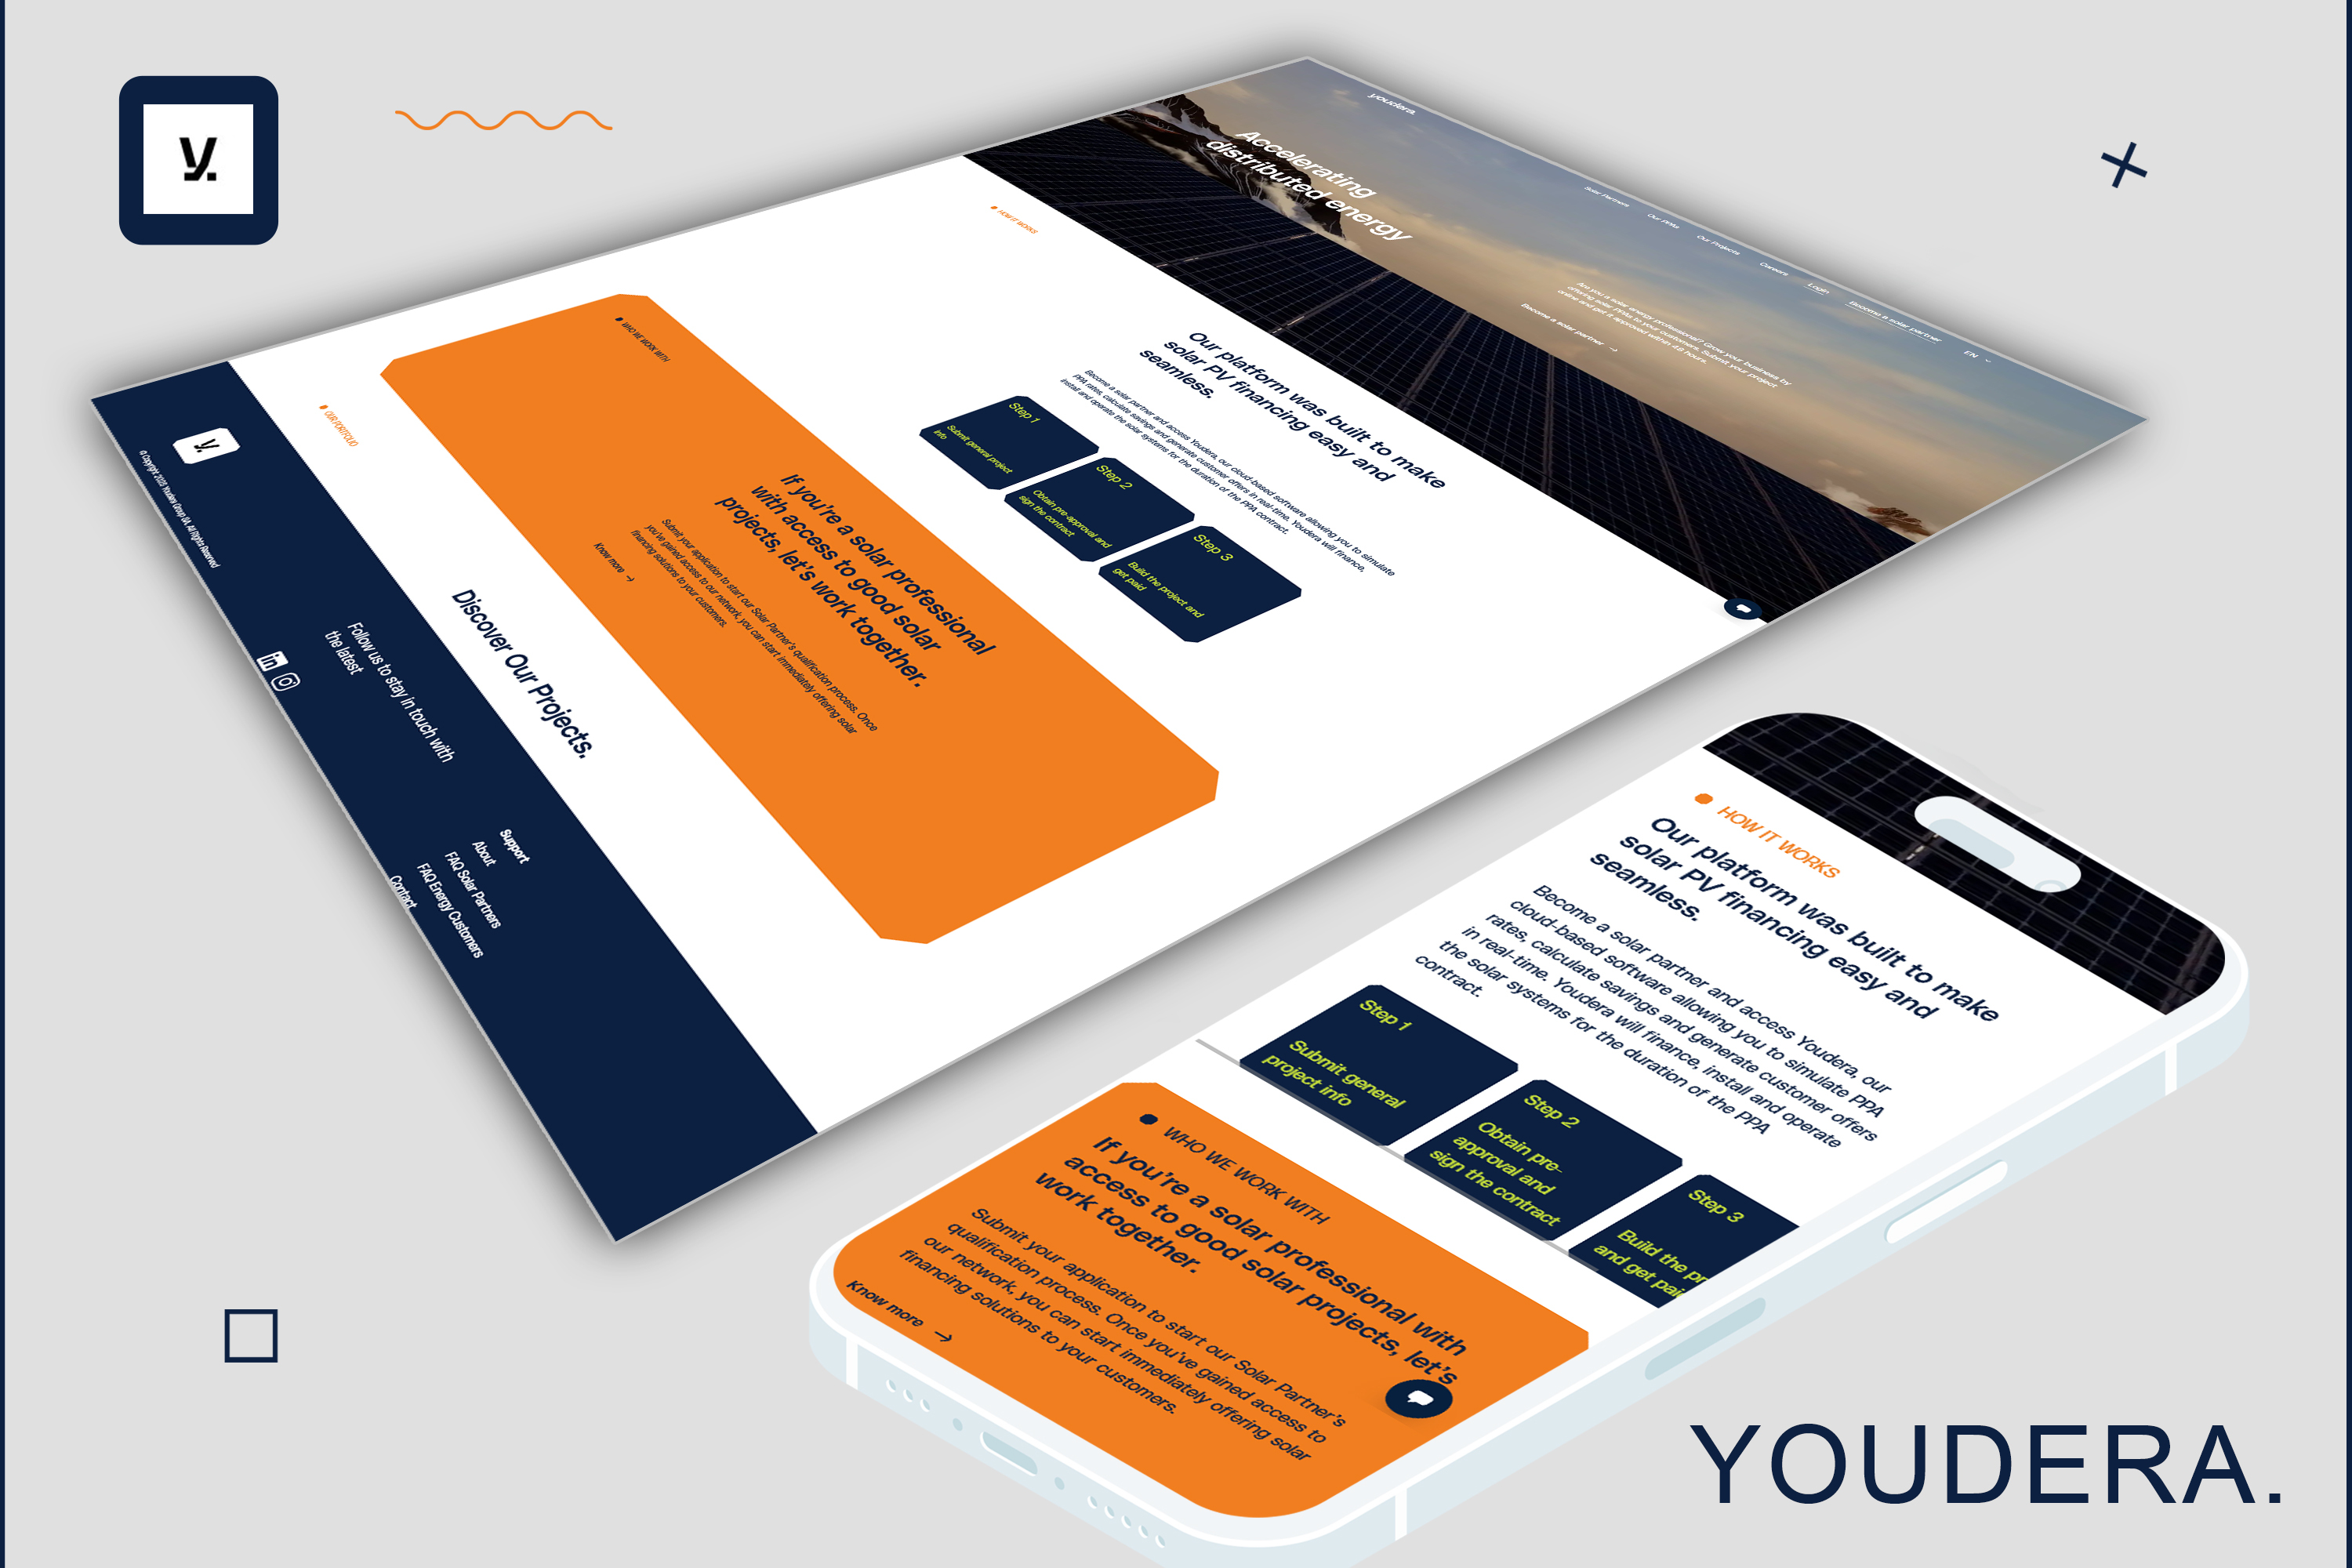 y.
youdera.
Solar Partners
Our PPAs
Our Projects
Careers
Login
Become a solar partner
EN
Accelerating
distributed energy
Are you a solar energy professional? Grow your business by
offering solar PPAs to your customers. Submit your project
online and get it approved within 48 hours.
Become a solar partner →
HOW IT WORKS
Our platform was built to make
solar PV financing easy and
seamless.
Become a solar partner and access Youdera, our cloud-based software allowing you to simulate
PPA rates, calculate savings and generate customer offers in real-time. Youdera will finance,
install and operate the solar systems for the duration of the PPA contract.
Step 1
Submit general project
info
Step 2
Obtain pre-approval and
sign the contract
Step 3
Build the project and
get paid
WHO WE WORK WITH
If you're a solar professional
with access to good solar
projects, let's work together.
Submit your application to start our Solar Partner's qualification process. Once
you've gained access to our network, you can start immediately offering solar
financing solutions to your customers.
Know more →
OUR PORTFOLIO
Discover Our Projects.
y.
© Copyright 2023 Youdera Group SA. All Rights Reserved
Follow us to stay in touch with
the latest
in
Support
About
FAQ Solar Partners
FAQ Energy Customers
Contact
HOW IT WORKS
Our platform was built to make
solar PV financing easy and
seamless.
Become a solar partner and access Youdera, our
cloud-based software allowing you to simulate PPA
rates, calculate savings and generate customer offers
in real-time. Youdera will finance, install and operate
the solar systems for the duration of the PPA
contract.
Step 1
Submit general
project info
Step 2
Obtain pre-
approval and
sign the contract
Step 3
Build the pr
and get paid
WHO WE WORK WITH
If you're a solar professional with
access to good solar projects, let's
work together.
Submit your application to start our Solar Partner's
qualification process. Once you've gained access to
our network, you can start immediately offering solar
financing solutions to your customers.
Know more →
YOUDERA.